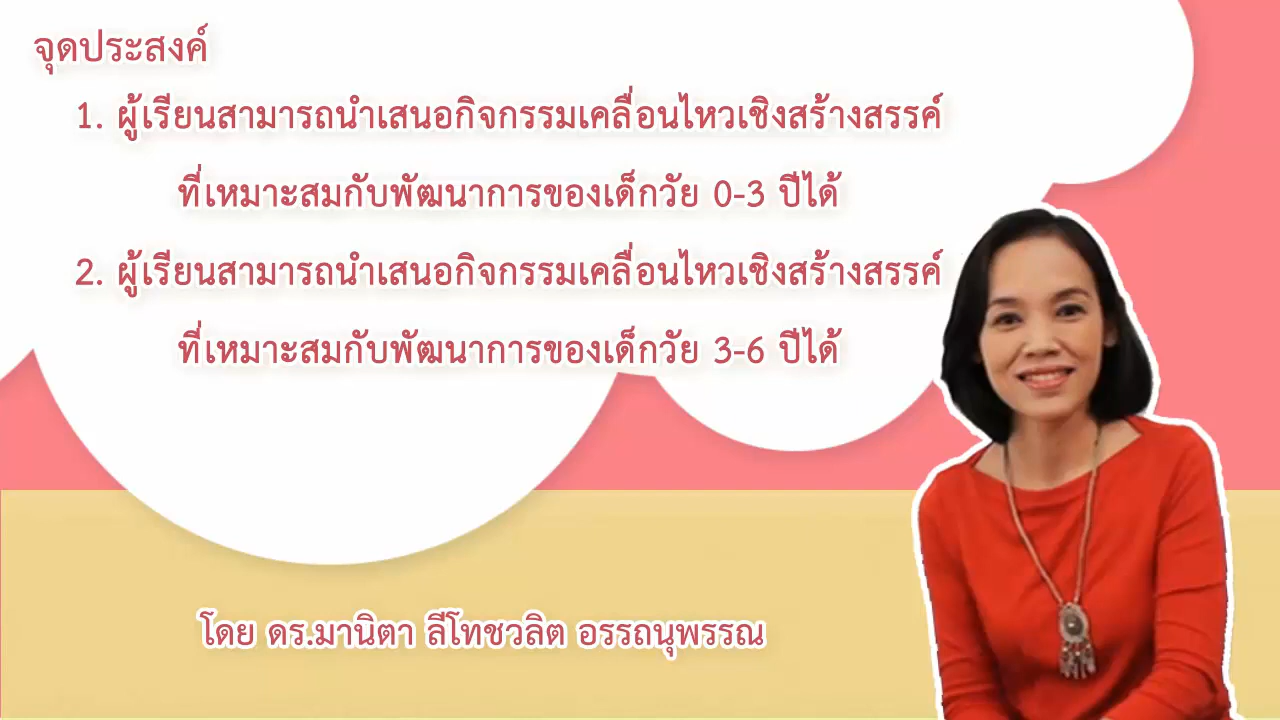 จุดประสงค์
1. ผู้เรียนสามารถนำเสนอกิจกรรมเคลื่อนไหวเชิงสร้างสรรค์
ที่เหมาะสมกับพัฒนาการของเด็กวัย 0-3 ปีได้
2. ผู้เรียนสามารถนำเสนอกิจกรรมเคลื่อนไหวเชิงสร้างสรรค์
ที่เหมาะสมกับพัฒนาการของเด็กวัย 3-6 ปีได้
โดย ดร.มานิตา ลีโทชวลิต อรรถนุพรรณ